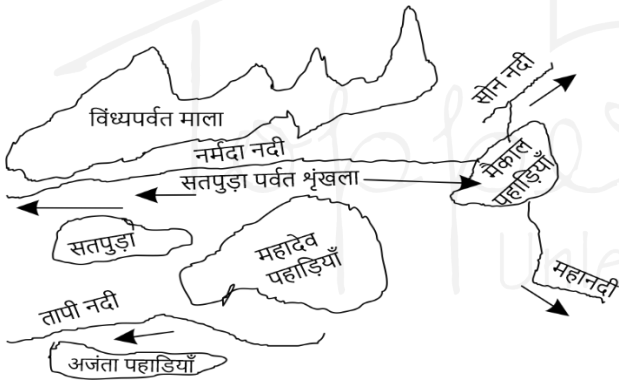 विंध्यपर्वत माला
सोन नदी
नर्मदा नदी
सतपुड़ा पर्वत शृंखला
मैकाल
पहाड़ियाँ
सतपुड़ा
महादेव
पहाड़ियाँ
महानदी
तापी नदी
अजंता पहाडियाँ